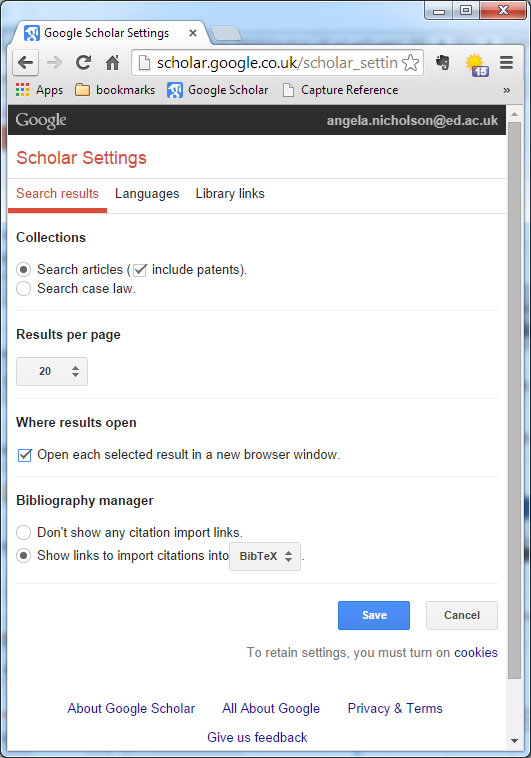 Google Scholar Settings
scholar.google.co.uk/scholar_settin
15
Apps bookmarks Google Scholar Capture Reference »
Google angela.nicholson@ed.ac.uk
Scholar Settings
Search results Languages Library links
Collections
Search articles ( include patents).
Search case law.
Results per page
20
Where results open
Open each selected result in a new browser window.
Bibliography manager
Don't show any citation import links.
Show links to import citations into BibTeX .
Save Cancel
To retain settings, you must turn on cookies
About Google Scholar All About Google Privacy & Terms
Give us feedback